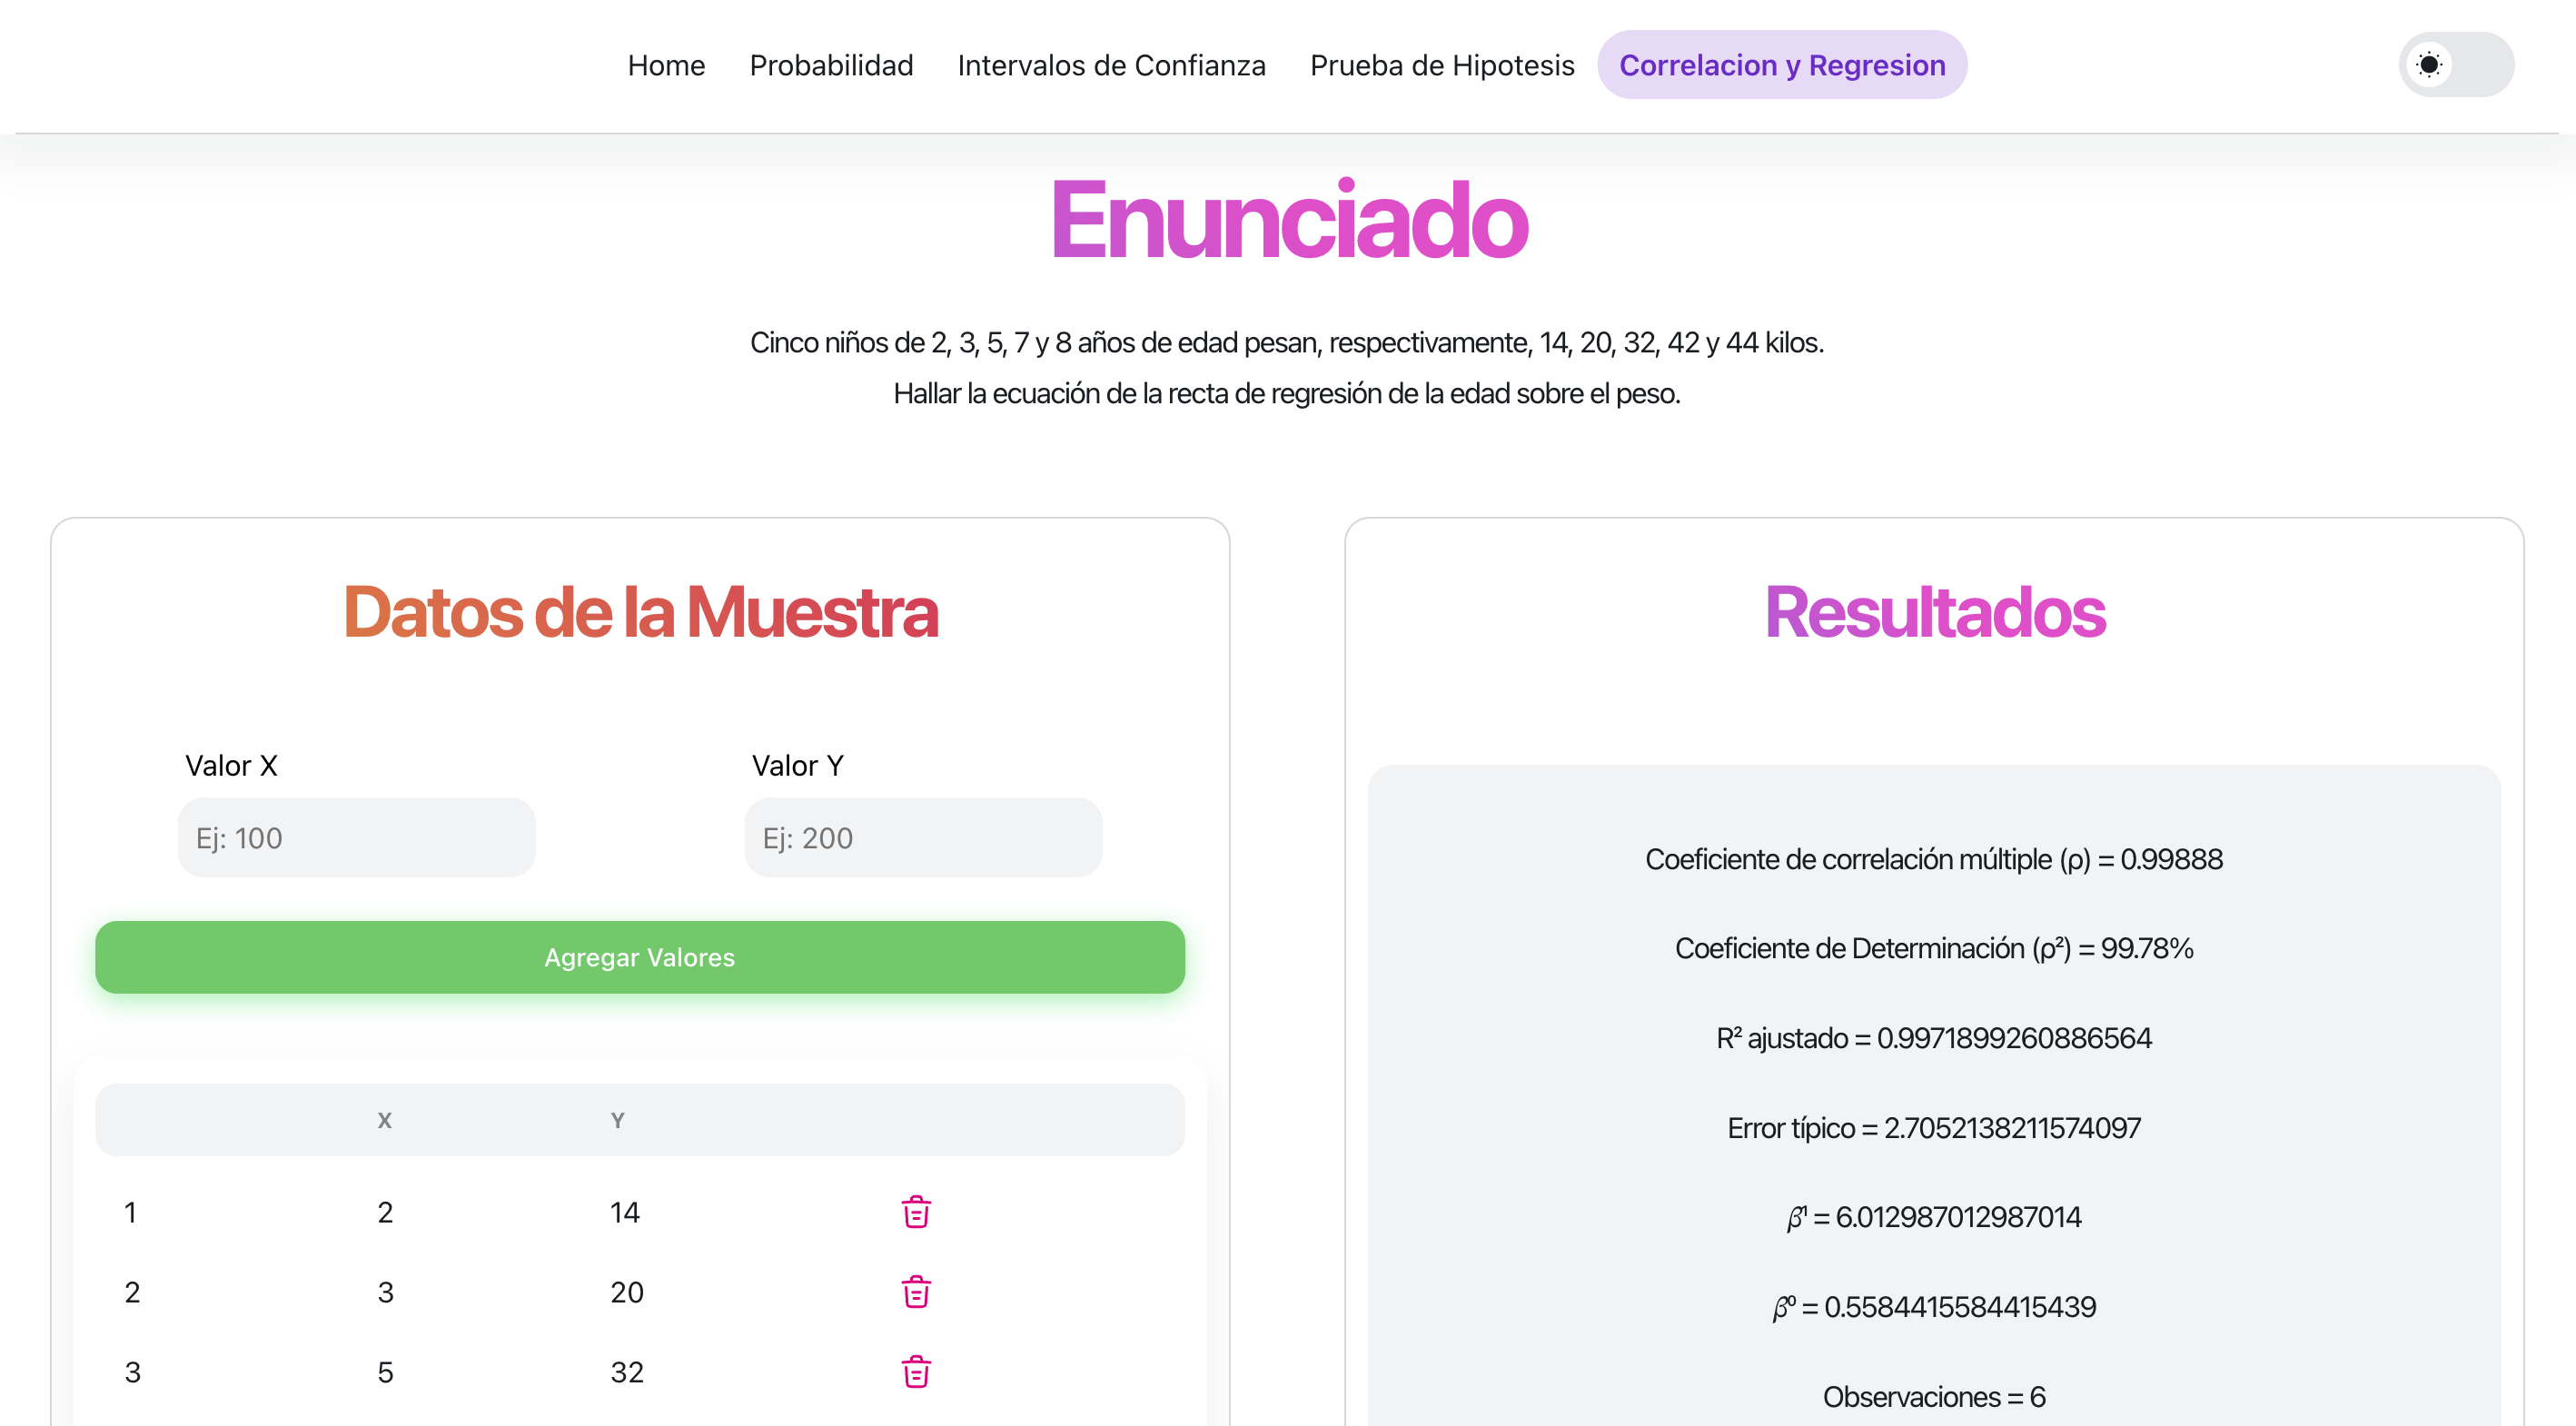 Home Probabilidad Intervalos de Confianza Prueba de Hipotesis Correlacion y Regresion
Enunciado
Cinco niños de 2, 3, 5, 7 y 8 años de edad pesan, respectivamente, 14, 20, 32, 42 y 44 kilos.
Hallar la ecuación de la recta de regresión de la edad sobre el peso.
Datos de la Muestra
Valor X Valor Y
Ej: 100 Ej: 200
Agregar Valores
X Y
1 2 14
2 3 20
3 5 32
Resultados
Coeficiente de correlación múltiple (ρ) = 0.99888
Coeficiente de Determinación (ρ²) = 99.78%
R² ajustado = 0.9971899260886564
Error típico = 2.7052138211574097
β¹ = 6.012987012987014
β⁰ = 0.5584415584415439
Observaciones = 6